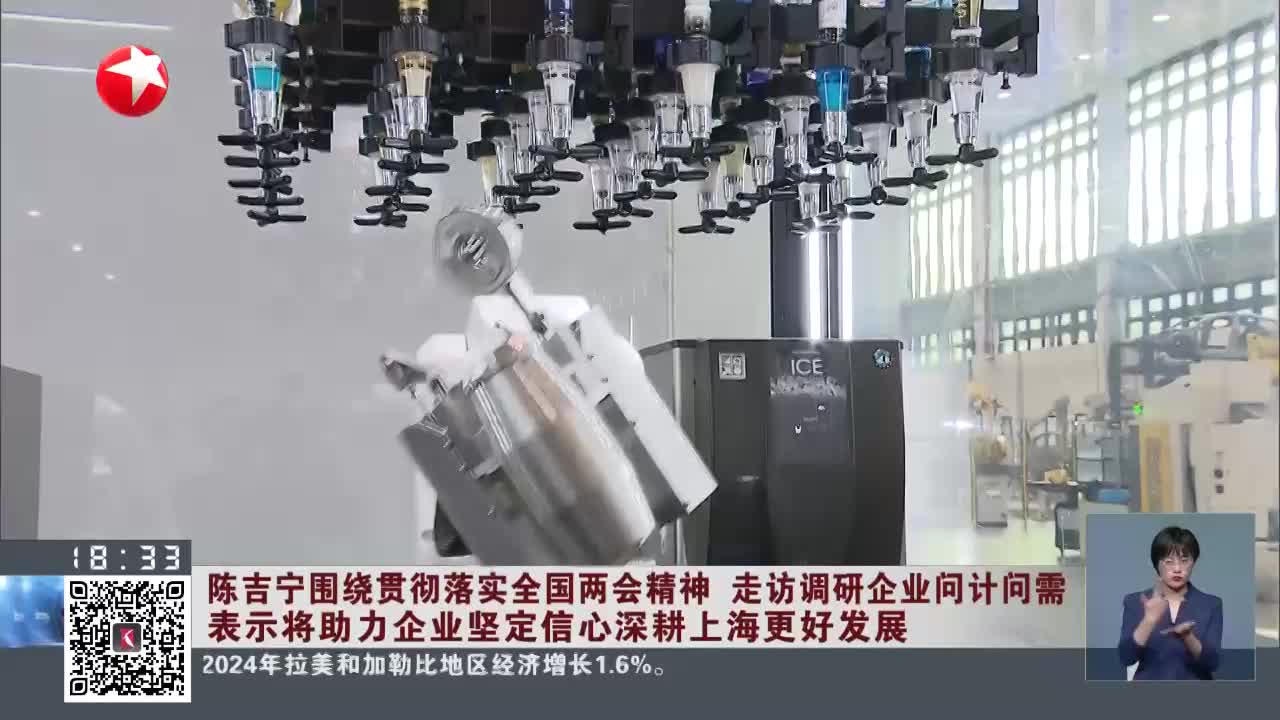 ICE
18:33
陈吉宁围绕贯彻落实全国两会精神 走访调研企业问计问需
表示将助力企业坚定信心深耕上海更好发展
2024年拉美和加勒比地区经济增长1.6%。